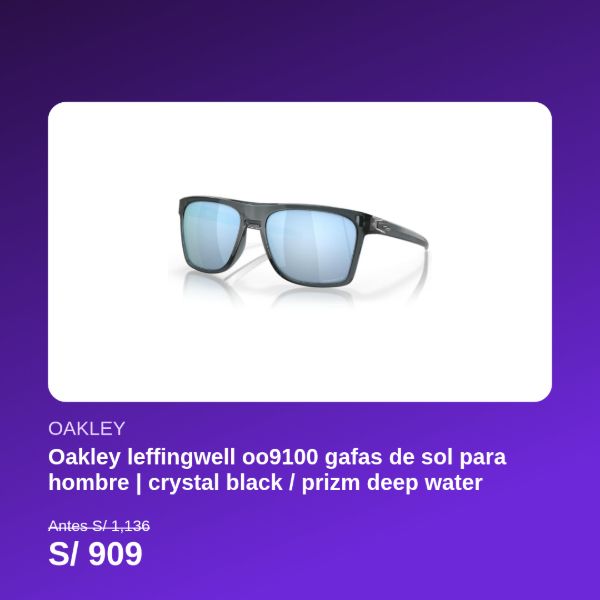 OAKLEY
Oakley leffingwell oo9100 gafas de sol para
hombre | crystal black / prizm deep water
Antes S/ 1,136
S/ 909